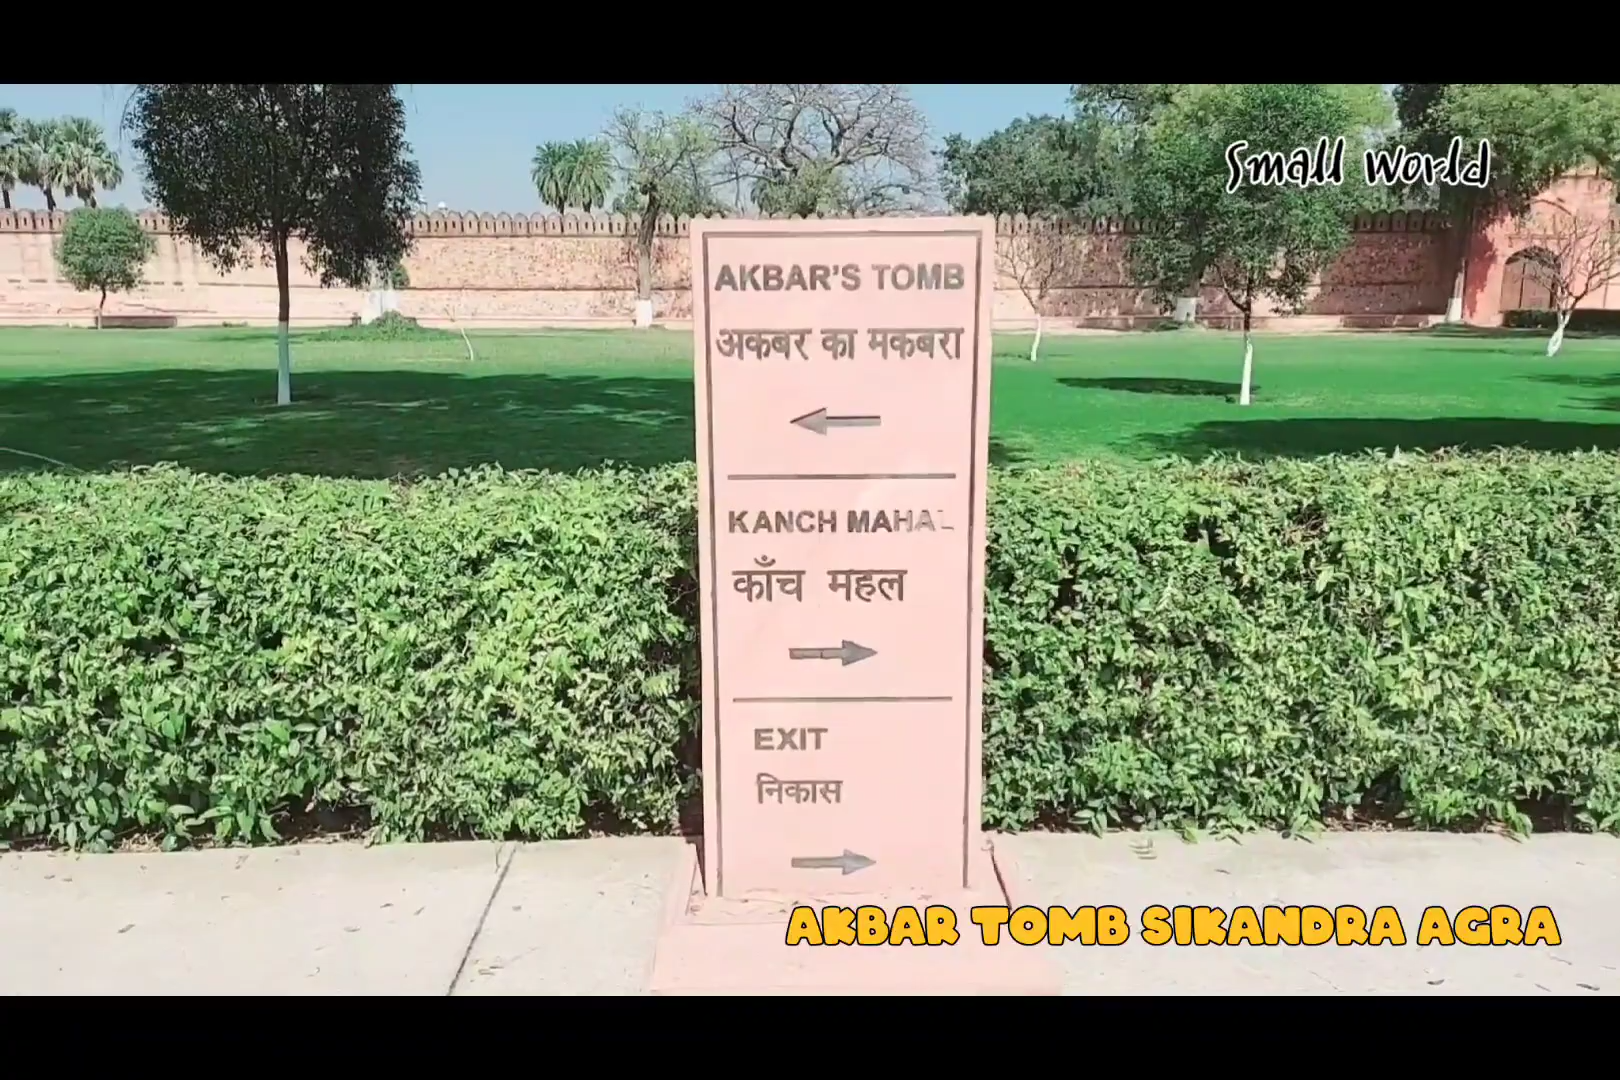 Small World
AKBAR'S TOMB
अकबर का मकबरा
KANCH MAHAL
काँच महल
EXIT
निकास
AKBAR TOMB SIKANDRA AGRA